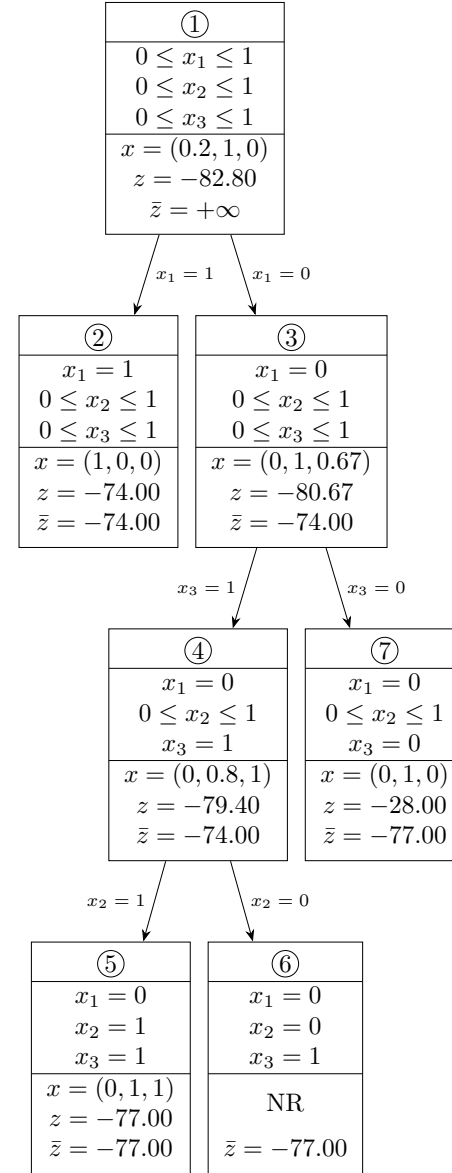 ①
0 ≤ x₁ ≤ 1
0 ≤ x₂ ≤ 1
0 ≤ x₃ ≤ 1
x = (0.2, 1, 0)
z = −82.80
z̄ = +∞
x₁ = 1
x₁ = 0
②
x₁ = 1
0 ≤ x₂ ≤ 1
0 ≤ x₃ ≤ 1
x = (1, 0, 0)
z = −74.00
z̄ = −74.00
③
x₁ = 0
0 ≤ x₂ ≤ 1
0 ≤ x₃ ≤ 1
x = (0, 1, 0.67)
z = −80.67
z̄ = −74.00
x₃ = 1
x₃ = 0
④
x₁ = 0
0 ≤ x₂ ≤ 1
x₃ = 1
x = (0, 0.8, 1)
z = −79.40
z̄ = −74.00
⑦
x₁ = 0
0 ≤ x₂ ≤ 1
x₃ = 0
x = (0, 1, 0)
z = −28.00
z̄ = −77.00
x₂ = 1
x₂ = 0
⑤
x₁ = 0
x₂ = 1
x₃ = 1
x = (0, 1, 1)
z = −77.00
z̄ = −77.00
⑥
x₁ = 0
x₂ = 0
x₃ = 1
NR
z̄ = −77.00